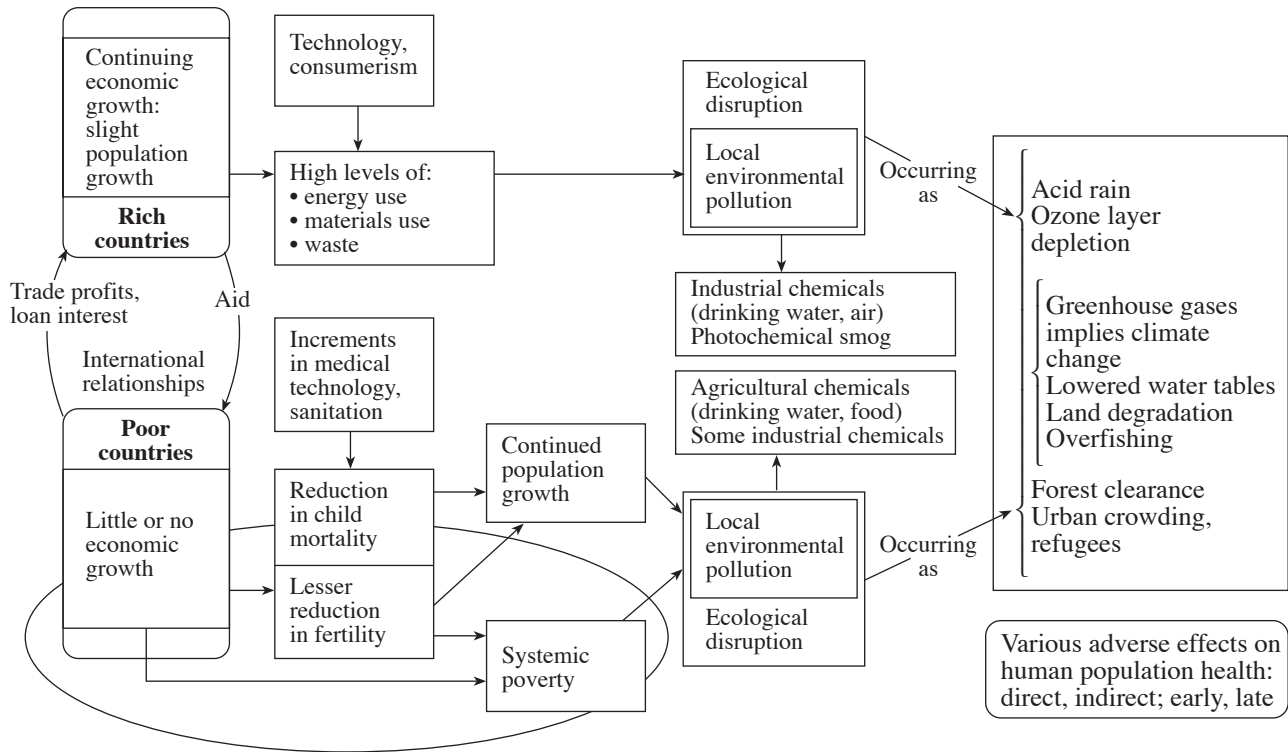 Continuing
economic
growth:
slight
population
growth
Rich
countries
Technology,
consumerism
High levels of:
• energy use
• materials use
• waste
Ecological
disruption
Local
environmental
pollution
Occurring
as
Industrial chemicals
(drinking water, air)
Photochemical smog
Acid rain
Ozone layer
depletion
Greenhouse gases
implies climate
change
Lowered water tables
Land degradation
Overfishing
Forest clearance
Urban crowding,
refugees
Trade profits,
loan interest
Aid
International
relationships
Poor
countries
Little or no
economic
growth
Increments
in medical
technology,
sanitation
Reduction
in child
mortality
Lesser
reduction
in fertility
Continued
population
growth
Systemic
poverty
Agricultural chemicals
(drinking water, food)
Some industrial chemicals
Local
environmental
pollution
Ecological
disruption
Occurring
as
Various adverse effects on
human population health:
direct, indirect; early, late